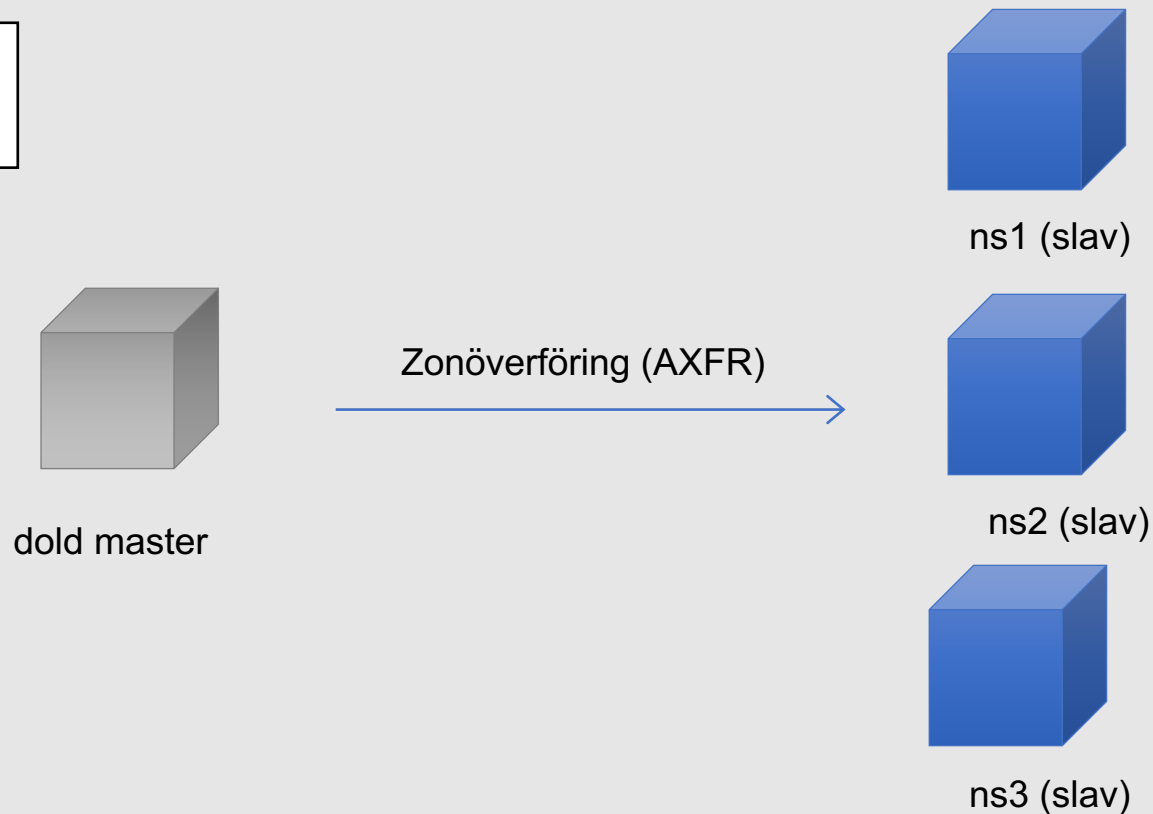 ns1 (slav)
Zonöverföring (AXFR)
dold master
ns2 (slav)
ns3 (slav)